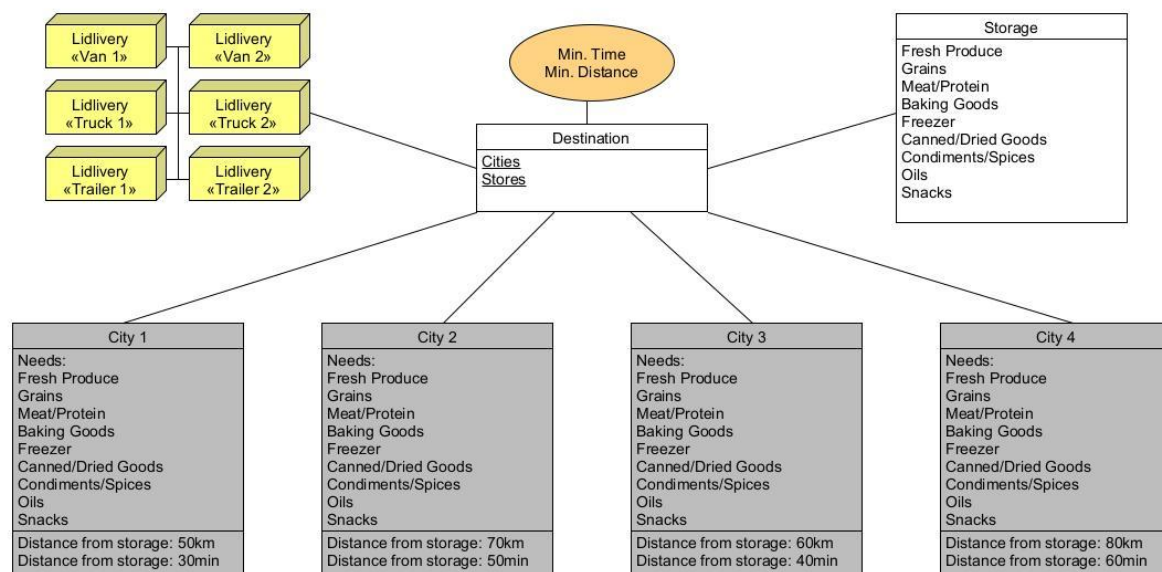 Lidlivery
«Van 1»
Lidlivery
«Van 2»
Lidlivery
«Truck 1»
Lidlivery
«Truck 2»
Lidlivery
«Trailer 1»
Lidlivery
«Trailer 2»
Min. Time
Min. Distance
Destination
Cities
Stores
Storage
Fresh Produce
Grains
Meat/Protein
Baking Goods
Freezer
Canned/Dried Goods
Condiments/Spices
Oils
Snacks
City 1
Needs:
Fresh Produce
Grains
Meat/Protein
Baking Goods
Freezer
Canned/Dried Goods
Condiments/Spices
Oils
Snacks
Distance from storage: 50km
Distance from storage: 30min
City 2
Needs:
Fresh Produce
Grains
Meat/Protein
Baking Goods
Freezer
Canned/Dried Goods
Condiments/Spices
Oils
Snacks
Distance from storage: 70km
Distance from storage: 50min
City 3
Needs:
Fresh Produce
Grains
Meat/Protein
Baking Goods
Freezer
Canned/Dried Goods
Condiments/Spices
Oils
Snacks
Distance from storage: 60km
Distance from storage: 40min
City 4
Needs:
Fresh Produce
Grains
Meat/Protein
Baking Goods
Freezer
Canned/Dried Goods
Condiments/Spices
Oils
Snacks
Distance from storage: 80km
Distance from storage: 60min